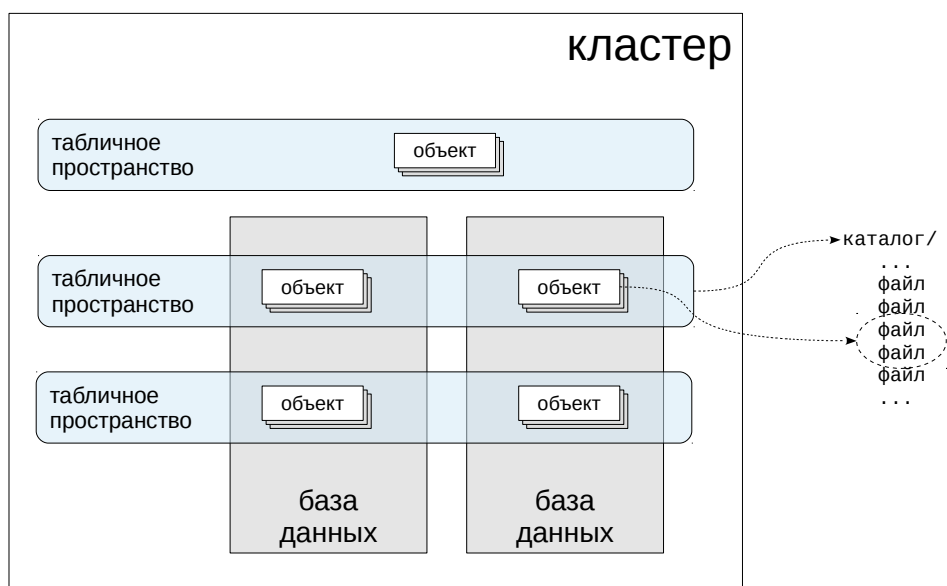 кластер
табличное
пространство
объект
табличное
пространство
объект
объект
табличное
пространство
объект
объект
база
данных
база
данных
каталог/
...
файл
файл
файл
файл
файл
...